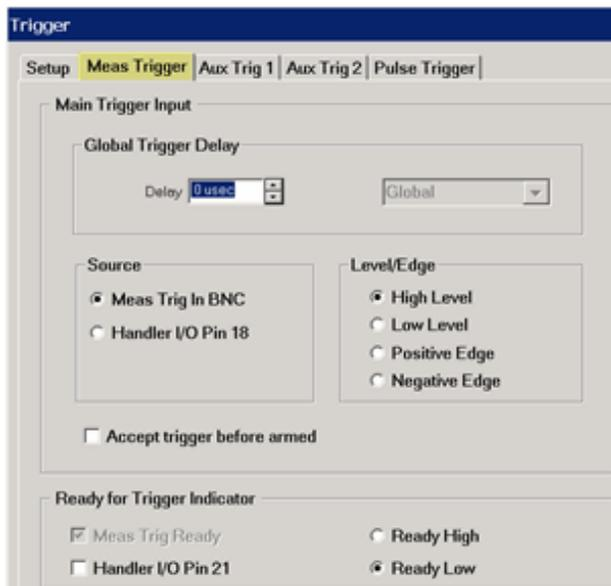 Trigger
Setup Meas Trigger Aux Trig 1 Aux Trig 2 Pulse Trigger
Main Trigger Input
Global Trigger Delay
Delay 0 usec Global
Source
Meas Trig In BNC
Handler I/O Pin 18
Level/Edge
High Level
Low Level
Positive Edge
Negative Edge
Accept trigger before armed
Ready for Trigger Indicator
Meas Trig Ready
Handler I/O Pin 21
Ready High
Ready Low